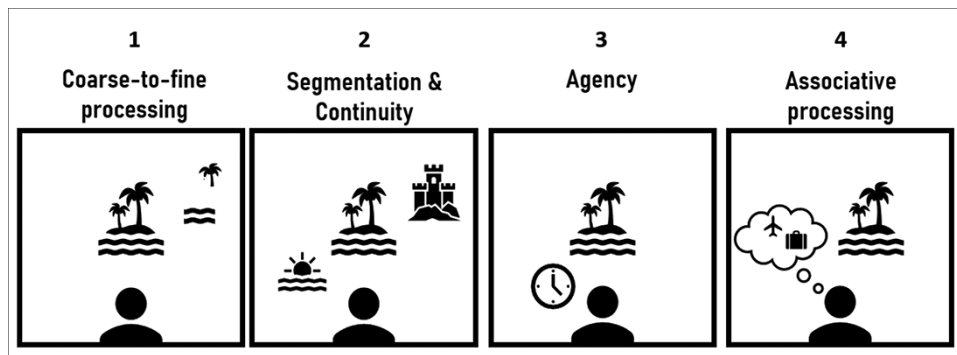 1
Coarse-to-fine
processing
2
Segmentation &
Continuity
3
Agency
4
Associative
processing